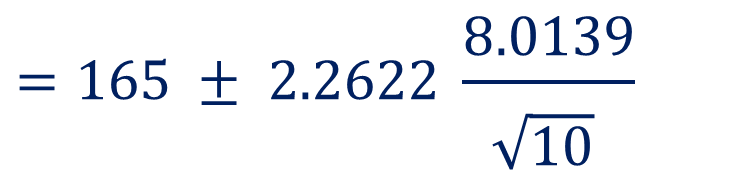 = 165 ± 2.2622 8.0139/√10